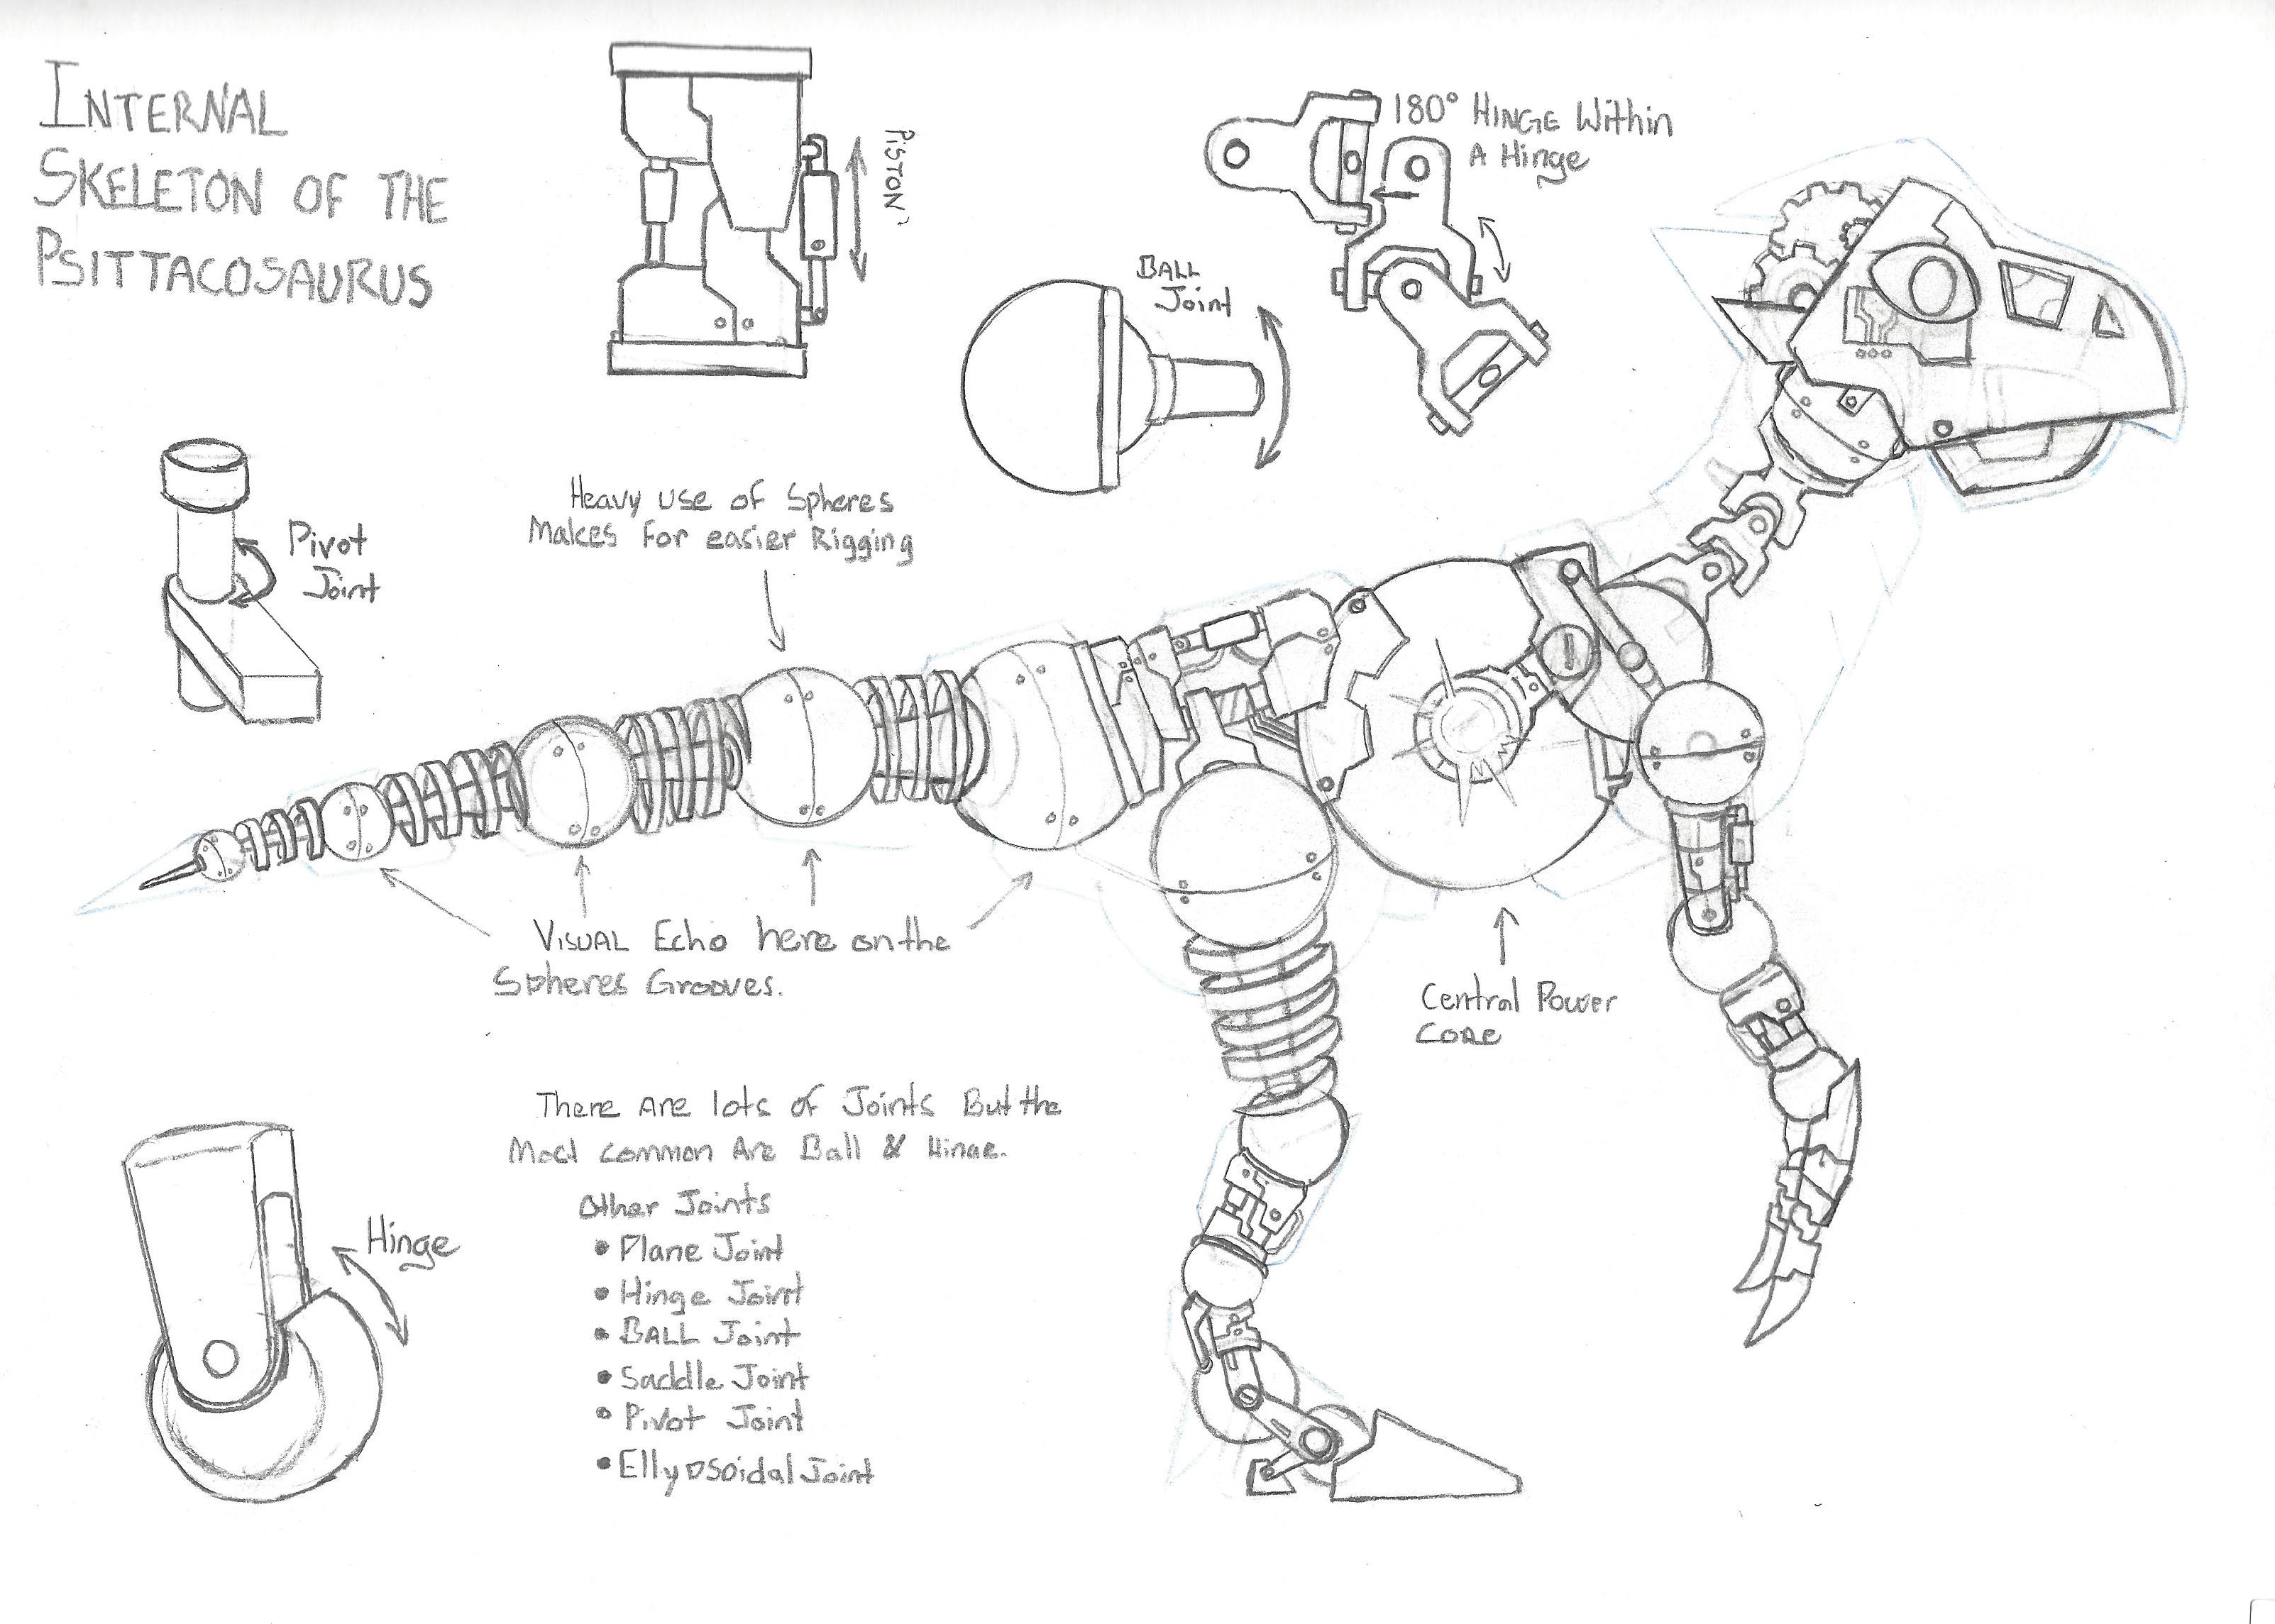 INTERNAL
SKELETON OF THE
PSITTACOSAURUS
PISTON
180° HINGE Within
A Hinge
BALL
Joint
Pivot
Joint
Heavy use of Spheres
Makes For easier Rigging
VISUAL Echo here on the
Spheres Grooves.
Central Power
CORE
There Are lots of Joints But the
Most common Are Ball & Hinge.
Hinge
Other Joints
• Plane Joint
• Hinge Joint
• BALL Joint
• Saddle Joint
• Pivot Joint
• Ellypsoidal Joint